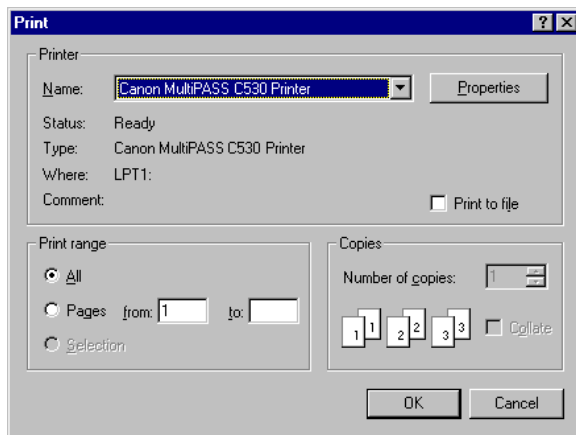 Print
Printer
Name: Canon MultiPASS C530 Printer Properties
Status: Ready
Type: Canon MultiPASS C530 Printer
Where: LPT1:
Comment: Print to file
Print range
All
Pages from: 1 to:
Selection
Copies
Number of copies: 1
1 1 2 2 3 3 Collate
OK Cancel